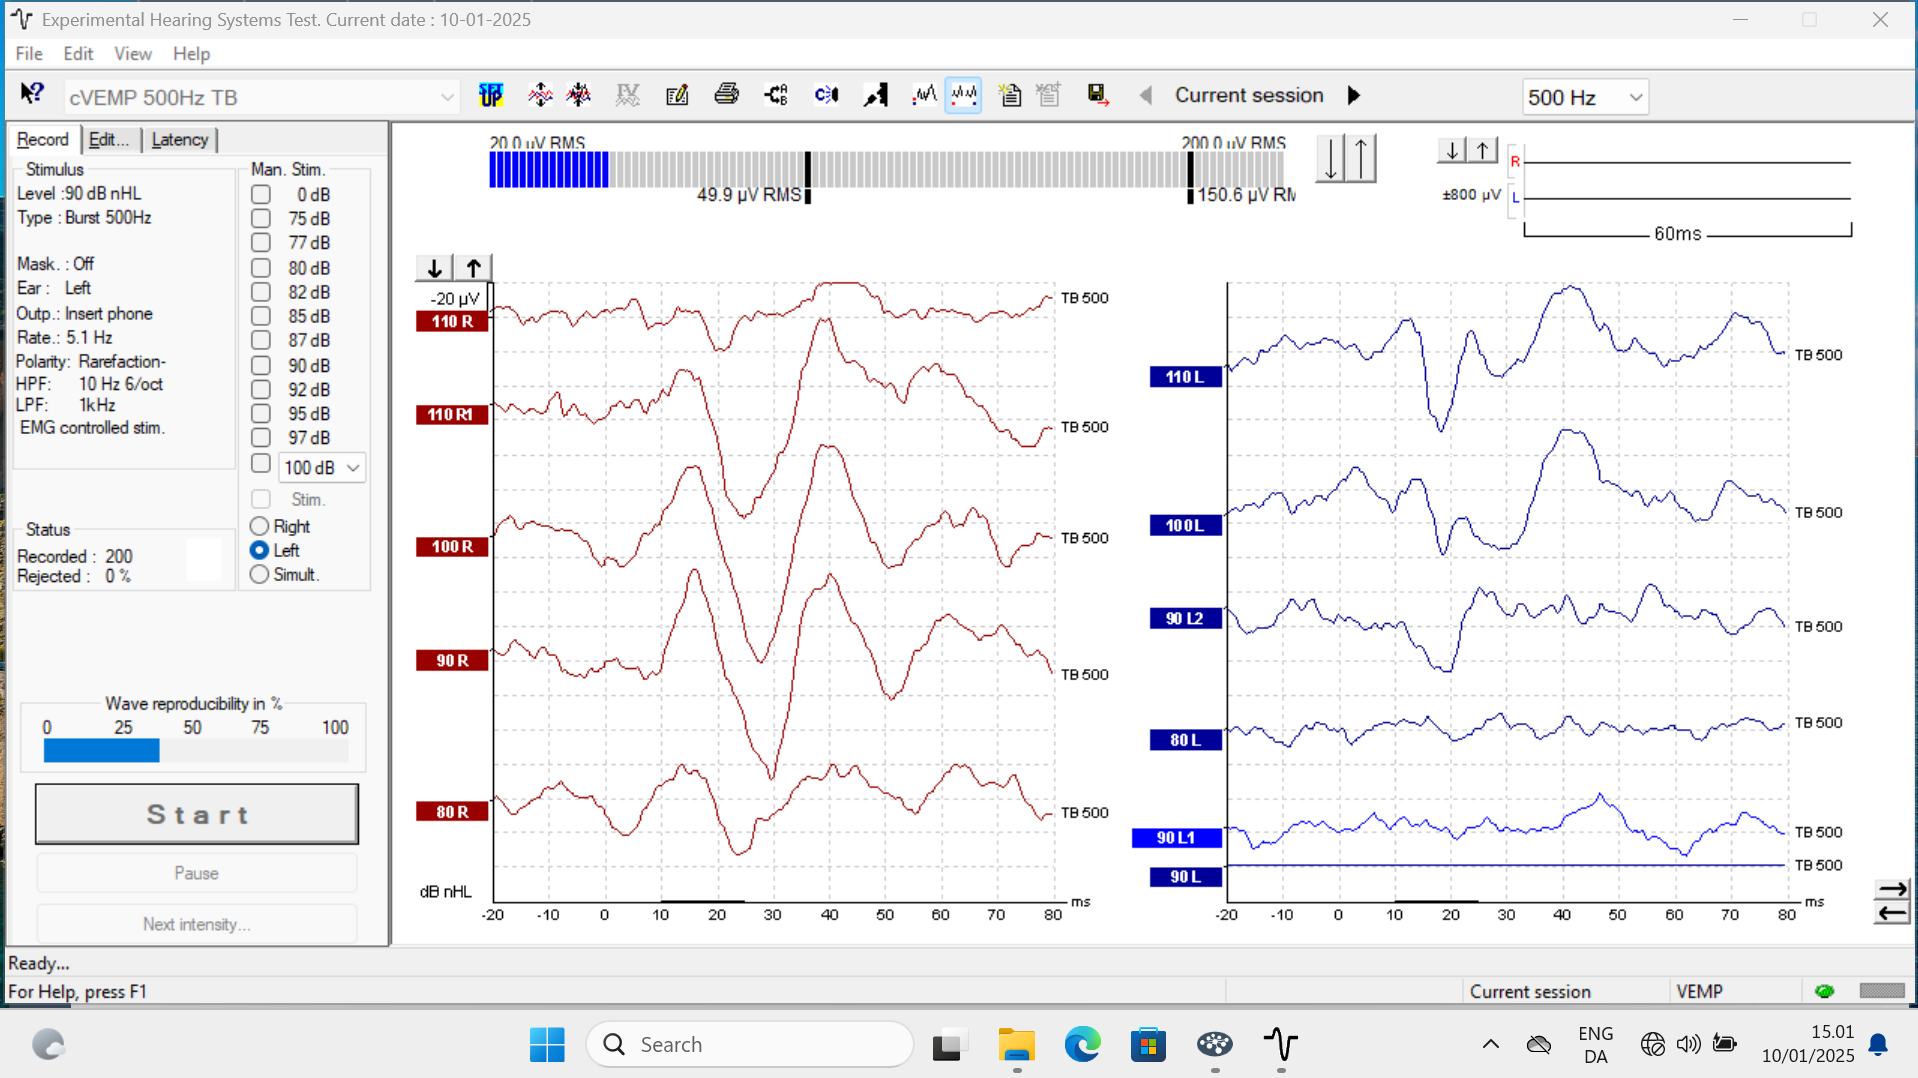 Experimental Hearing Systems Test. Current date : 10-01-2025
File Edit View Help
cVEMP 500Hz TB
SET UP
Current session
500 Hz
Record Edit... Latency
Stimulus
Level :90 dB nHL
Type : Burst 500Hz
Mask. : Off
Ear : Left
Outp.: Insert phone
Rate.: 5.1 Hz
Polarity: Rarefaction-
HPF: 10 Hz 6/oct
LPF: 1kHz
EMG controlled stim.
Man. Stim.
0 dB
75 dB
77 dB
80 dB
82 dB
85 dB
87 dB
90 dB
92 dB
95 dB
97 dB
100 dB
Stim.
Right
Left
Simult.
Status
Recorded : 200
Rejected : 0 %
Wave reproducibility in %
0 25 50 75 100
Start
Pause
Next intensity...
20.0 µV RMS
200.0 µV RMS
49.9 µV RMS
150.6 µV RM
R
±800 µV
L
60ms
-20 µV
110 R
TB 500
110 R1
TB 500
100 R
TB 500
90 R
TB 500
80 R
TB 500
dB nHL
-20 -10 0 10 20 30 40 50 60 70 80 ms
110 L
TB 500
100 L
TB 500
90 L2
TB 500
80 L
TB 500
90 L1
TB 500
90 L
TB 500
-20 -10 0 10 20 30 40 50 60 70 80 ms
Ready...
For Help, press F1
Current session
VEMP
Search
ENG
DA
15.01
10/01/2025